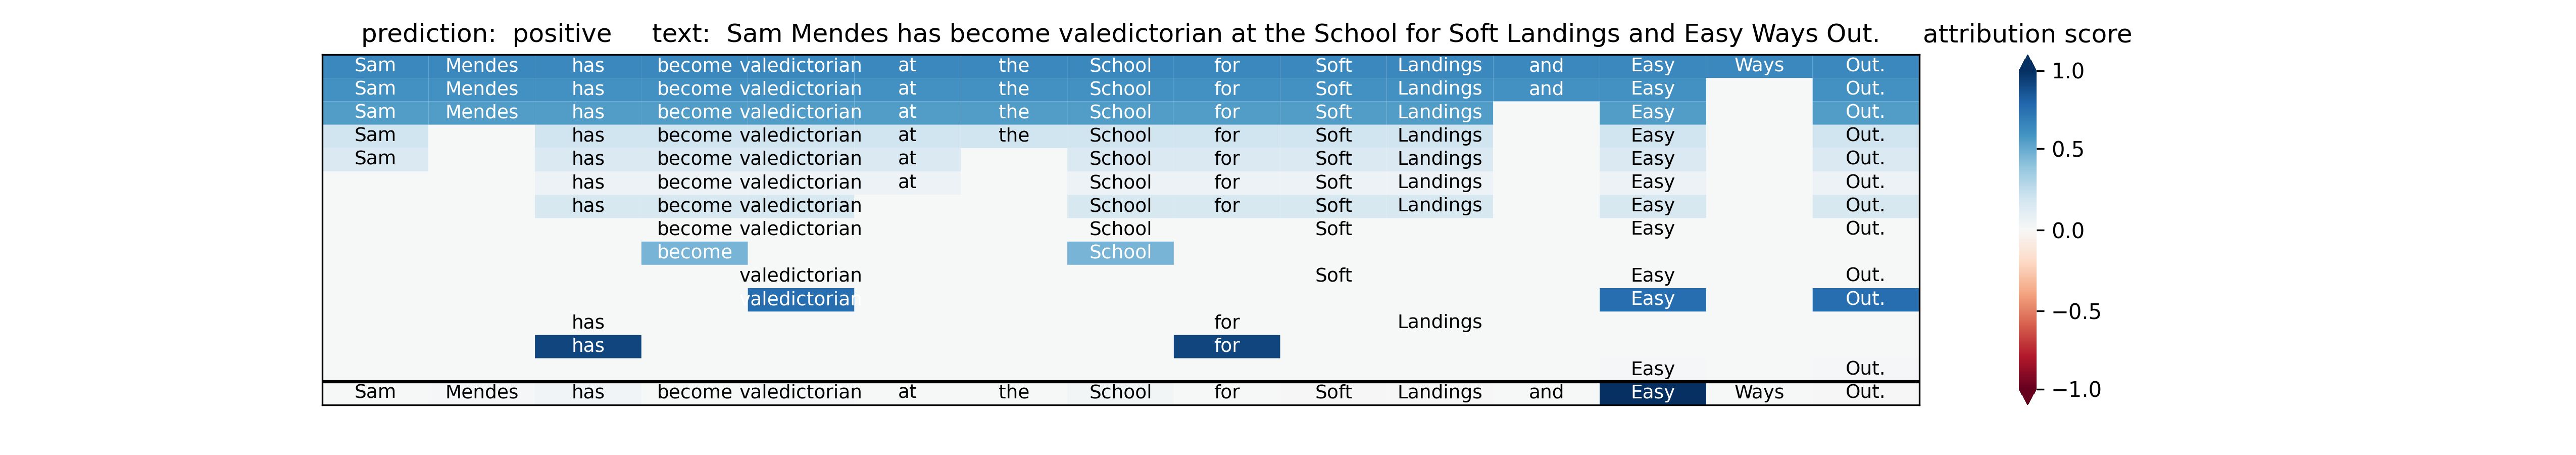 prediction: positive text: Sam Mendes has become valedictorian at the School for Soft Landings and Easy Ways Out. attribution score
Sam Mendes has become valedictorian at the School for Soft Landings and Easy Ways Out.
Sam Mendes has become valedictorian at the School for Soft Landings and Easy Out.
Sam Mendes has become valedictorian at the School for Soft Landings Easy Out.
Sam has become valedictorian at the School for Soft Landings Easy Out.
Sam has become valedictorian at School for Soft Landings Easy Out.
has become valedictorian at School for Soft Landings Easy Out.
has become valedictorian School for Soft Landings Easy Out.
become valedictorian School Soft Easy Out.
become School
valedictorian Soft Easy Out.
valedictorian Easy Out.
has for Landings
has for
Easy Out.
Sam Mendes has become valedictorian at the School for Soft Landings and Easy Ways Out.
1.0
0.5
0.0
−0.5
−1.0